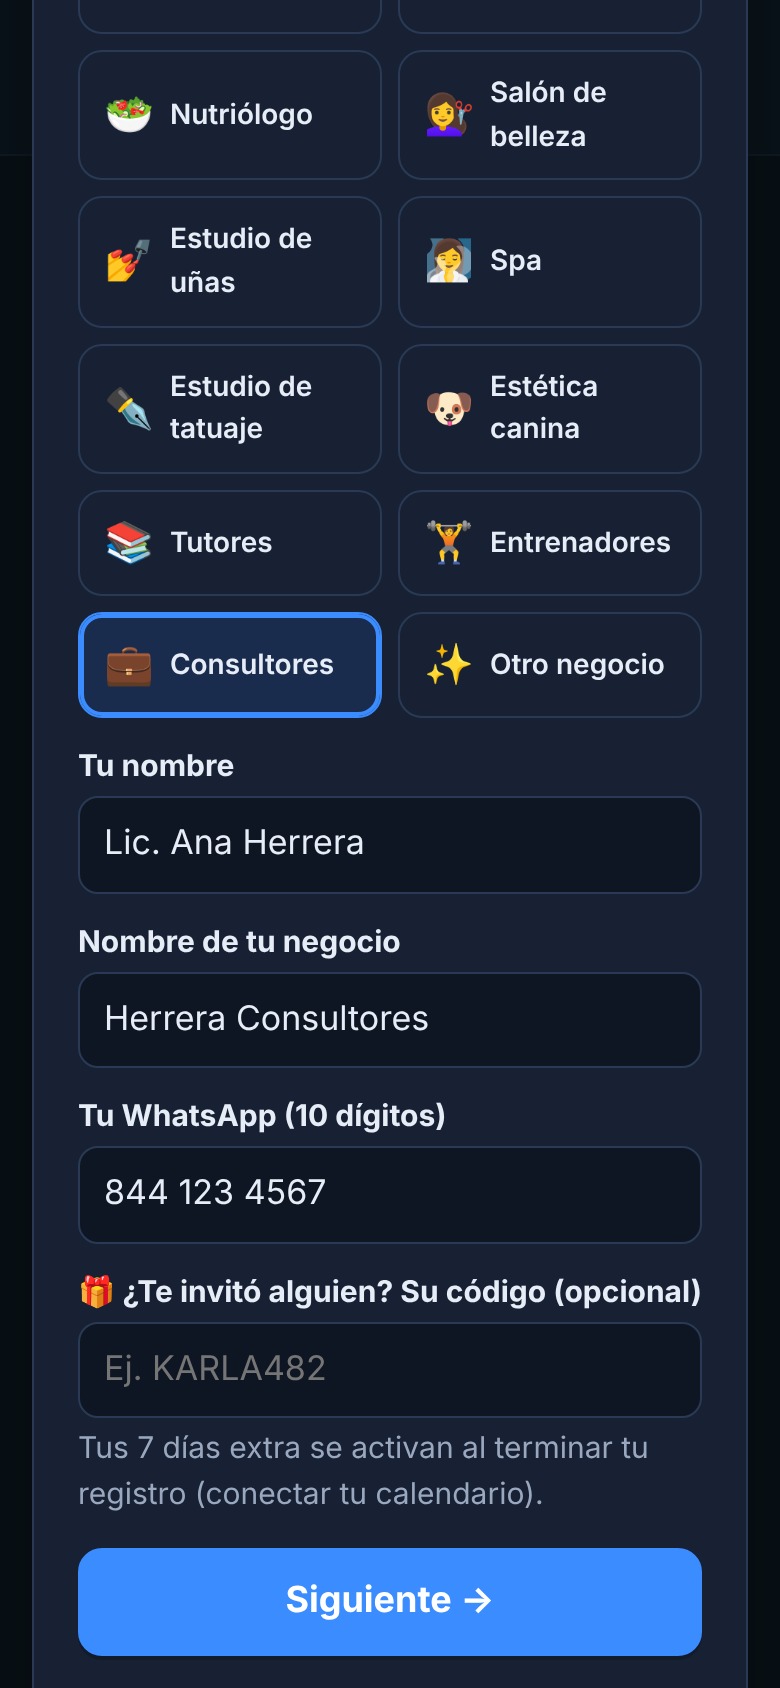 Nutriólogo
Salón de
belleza
Estudio de
uñas
Spa
Estudio de
tatuaje
Estética
canina
Tutores
Entrenadores
Consultores
Otro negocio
Tu nombre
Lic. Ana Herrera
Nombre de tu negocio
Herrera Consultores
Tu WhatsApp (10 dígitos)
844 123 4567
🎁 ¿Te invitó alguien? Su código (opcional)
Ej. KARLA482
Tus 7 días extra se activan al terminar tu
registro (conectar tu calendario).
Siguiente →